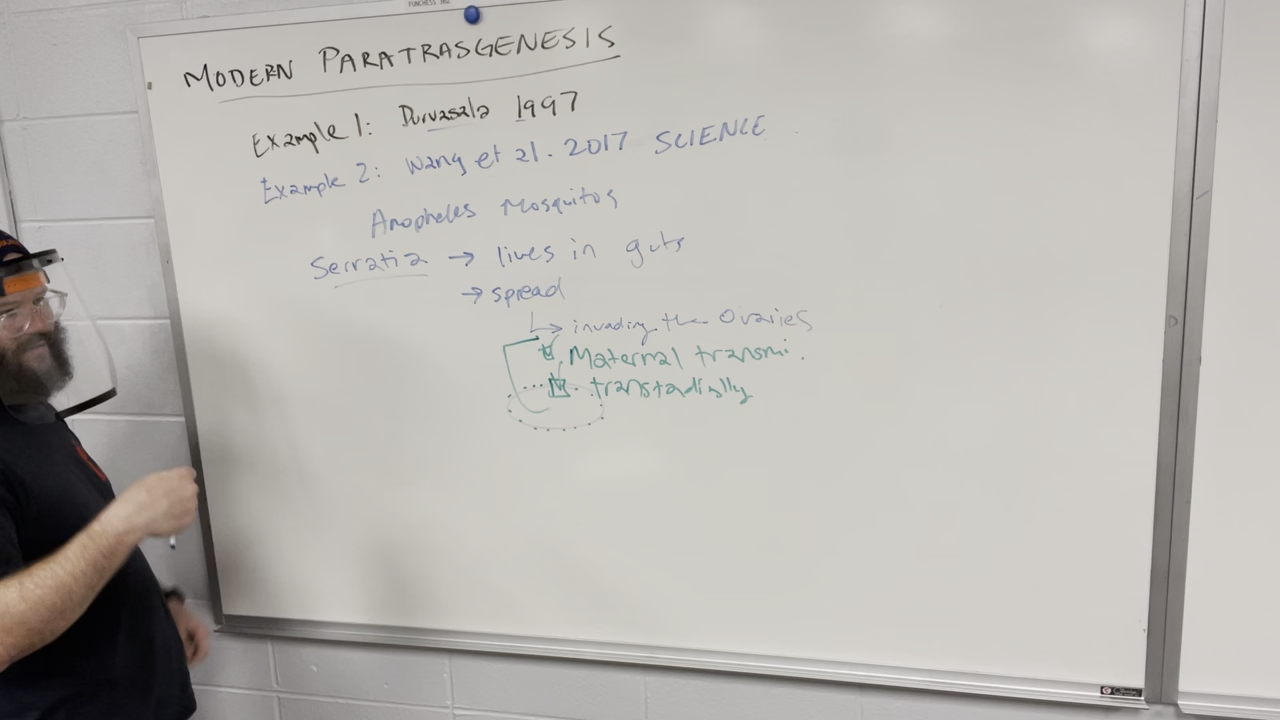 MODERN PARATRASGENESIS
Example 1: Durvasala 1997
Example 2: Wang et al. 2017 SCIENCE
Anopheles Mosquitos
Serratia → lives in guts
→ spread
↳ invading the Ovaries
Maternal transmi.
transtadially